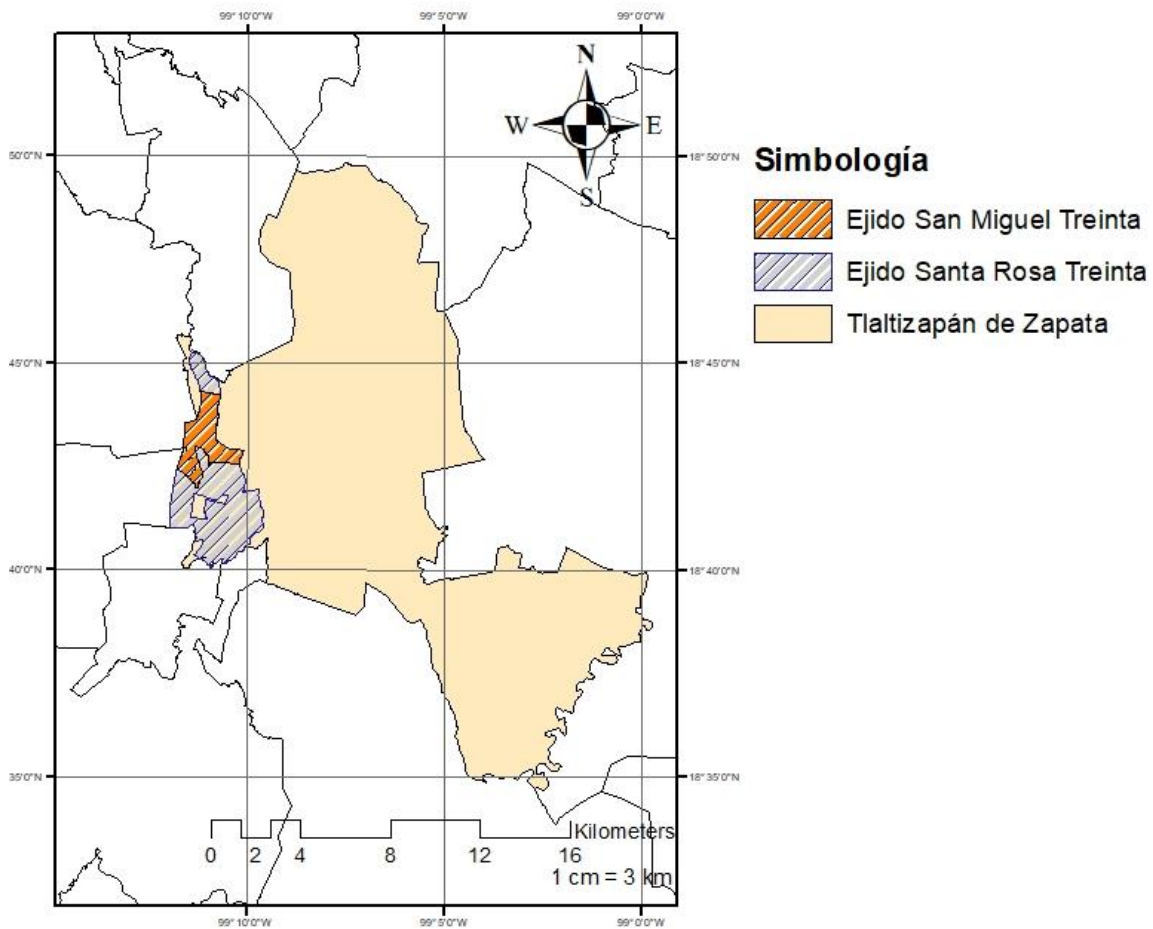 99°10'0"W 99°5'0"W 99°0'0"W
N
W E
S
50'0"N 18°50'0"N
Simbología
Ejido San Miguel Treinta
Ejido Santa Rosa Treinta
Tlaltizapán de Zapata
45'0"N 18°45'0"N
40'0"N 18°40'0"N
35'0"N 18°35'0"N
Kilometers
0 2 4 8 12 16
1 cm = 3 km
99°10'0"W 99°5'0"W 99°0'0"W